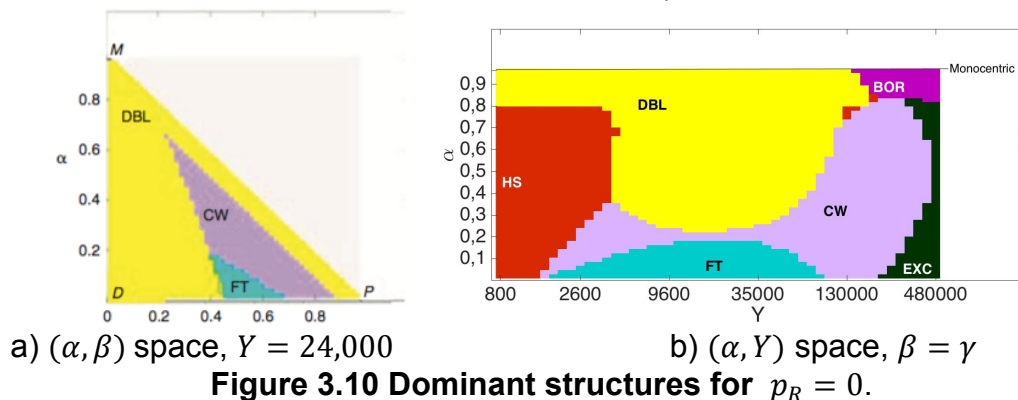 M
0.8
DBL
α
0.6
0.4
CW
0.2
FT
D
P
0
0.2
0.4
0.6
0.8
α
0,9
0,8
0,7
0,6
0,5
0,4
0,3
0,2
0,1
Monocentric
BOR
DBL
HS
CW
FT
EXC
800
2600
9600
35000
130000
480000
Y
a) (α, β) space, Y = 24,000
b) (α, Y) space, β = γ
Figure 3.10 Dominant structures for p_R = 0.